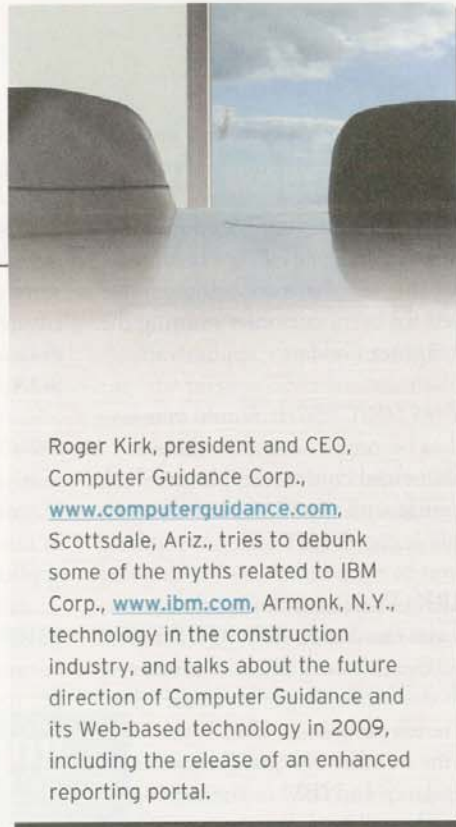 Roger Kirk, president and CEO,
Computer Guidance Corp.,
www.computerguidance.com,
Scottsdale, Ariz., tries to debunk
some of the myths related to IBM
Corp., www.ibm.com, Armonk, N.Y.,
technology in the construction
industry, and talks about the future
direction of Computer Guidance and
its Web-based technology in 2009,
including the release of an enhanced
reporting portal.